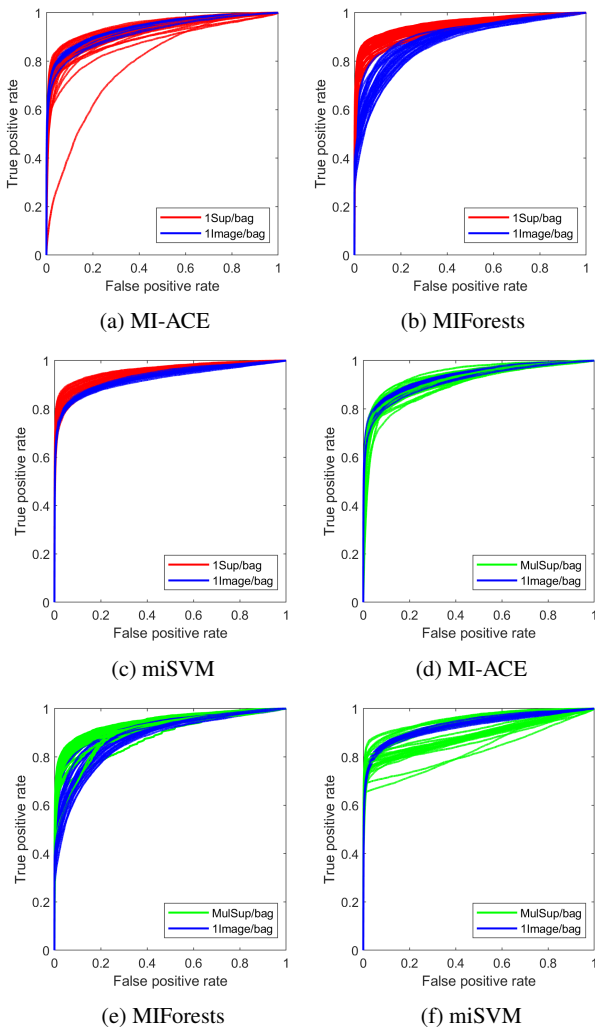 1
0.8
0.6
0.4
0.2
0
0 0.2 0.4 0.6 0.8 1
True positive rate
False positive rate
1Sup/bag
1Image/bag
(a) MI-ACE
1
0.8
0.6
0.4
0.2
0
0 0.2 0.4 0.6 0.8 1
True positive rate
False positive rate
1Sup/bag
1Image/bag
(b) MIForests
1
0.8
0.6
0.4
0.2
0
0 0.2 0.4 0.6 0.8 1
True positive rate
False positive rate
1Sup/bag
1Image/bag
(c) miSVM
1
0.8
0.6
0.4
0.2
0
0 0.2 0.4 0.6 0.8 1
True positive rate
False positive rate
MulSup/bag
1Image/bag
(d) MI-ACE
1
0.8
0.6
0.4
0.2
0
0 0.2 0.4 0.6 0.8 1
True positive rate
False positive rate
MulSup/bag
1Image/bag
(e) MIForests
1
0.8
0.6
0.4
0.2
0
0 0.2 0.4 0.6 0.8 1
True positive rate
False positive rate
MulSup/bag
1Image/bag
(f) miSVM